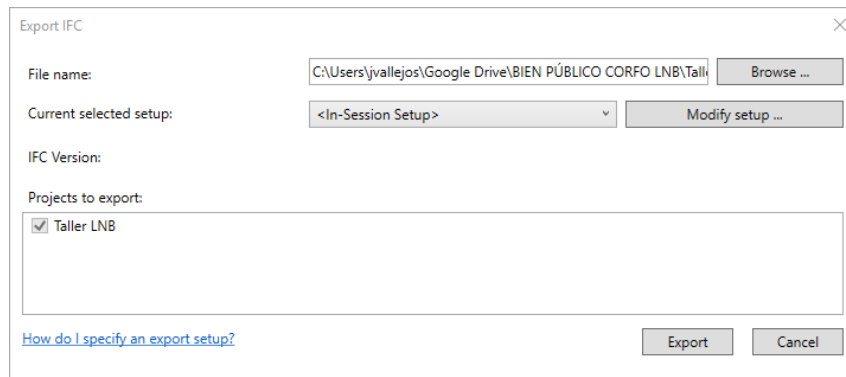 Export IFC
File name: C:\Users\jvallejos\Google Drive\BIEN PÚBLICO CORFO LNB\Tall Browse ...
Current selected setup: <In-Session Setup> Modify setup ...
IFC Version:
Projects to export:
Taller LNB
How do I specify an export setup? Export Cancel